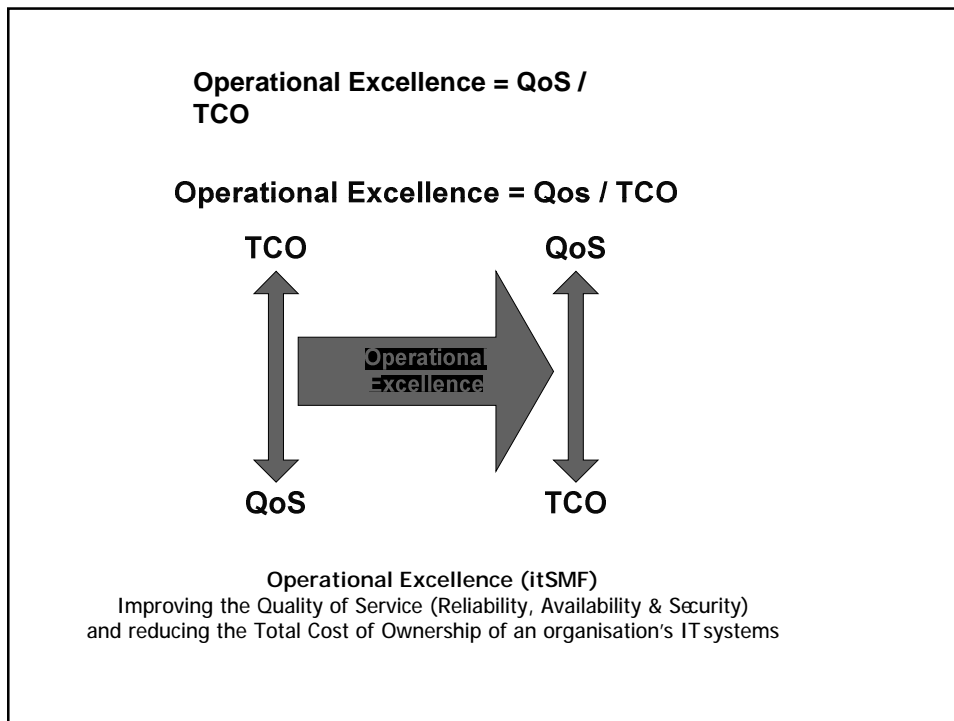 Operational Excellence = QoS /
TCO
Operational Excellence = Qos / TCO
TCO
QoS
Operational
Excellence
QoS
TCO
Operational Excellence (itSMF)
Improving the Quality of Service (Reliability, Availability & Security)
and reducing the Total Cost of Ownership of an organisation's IT systems